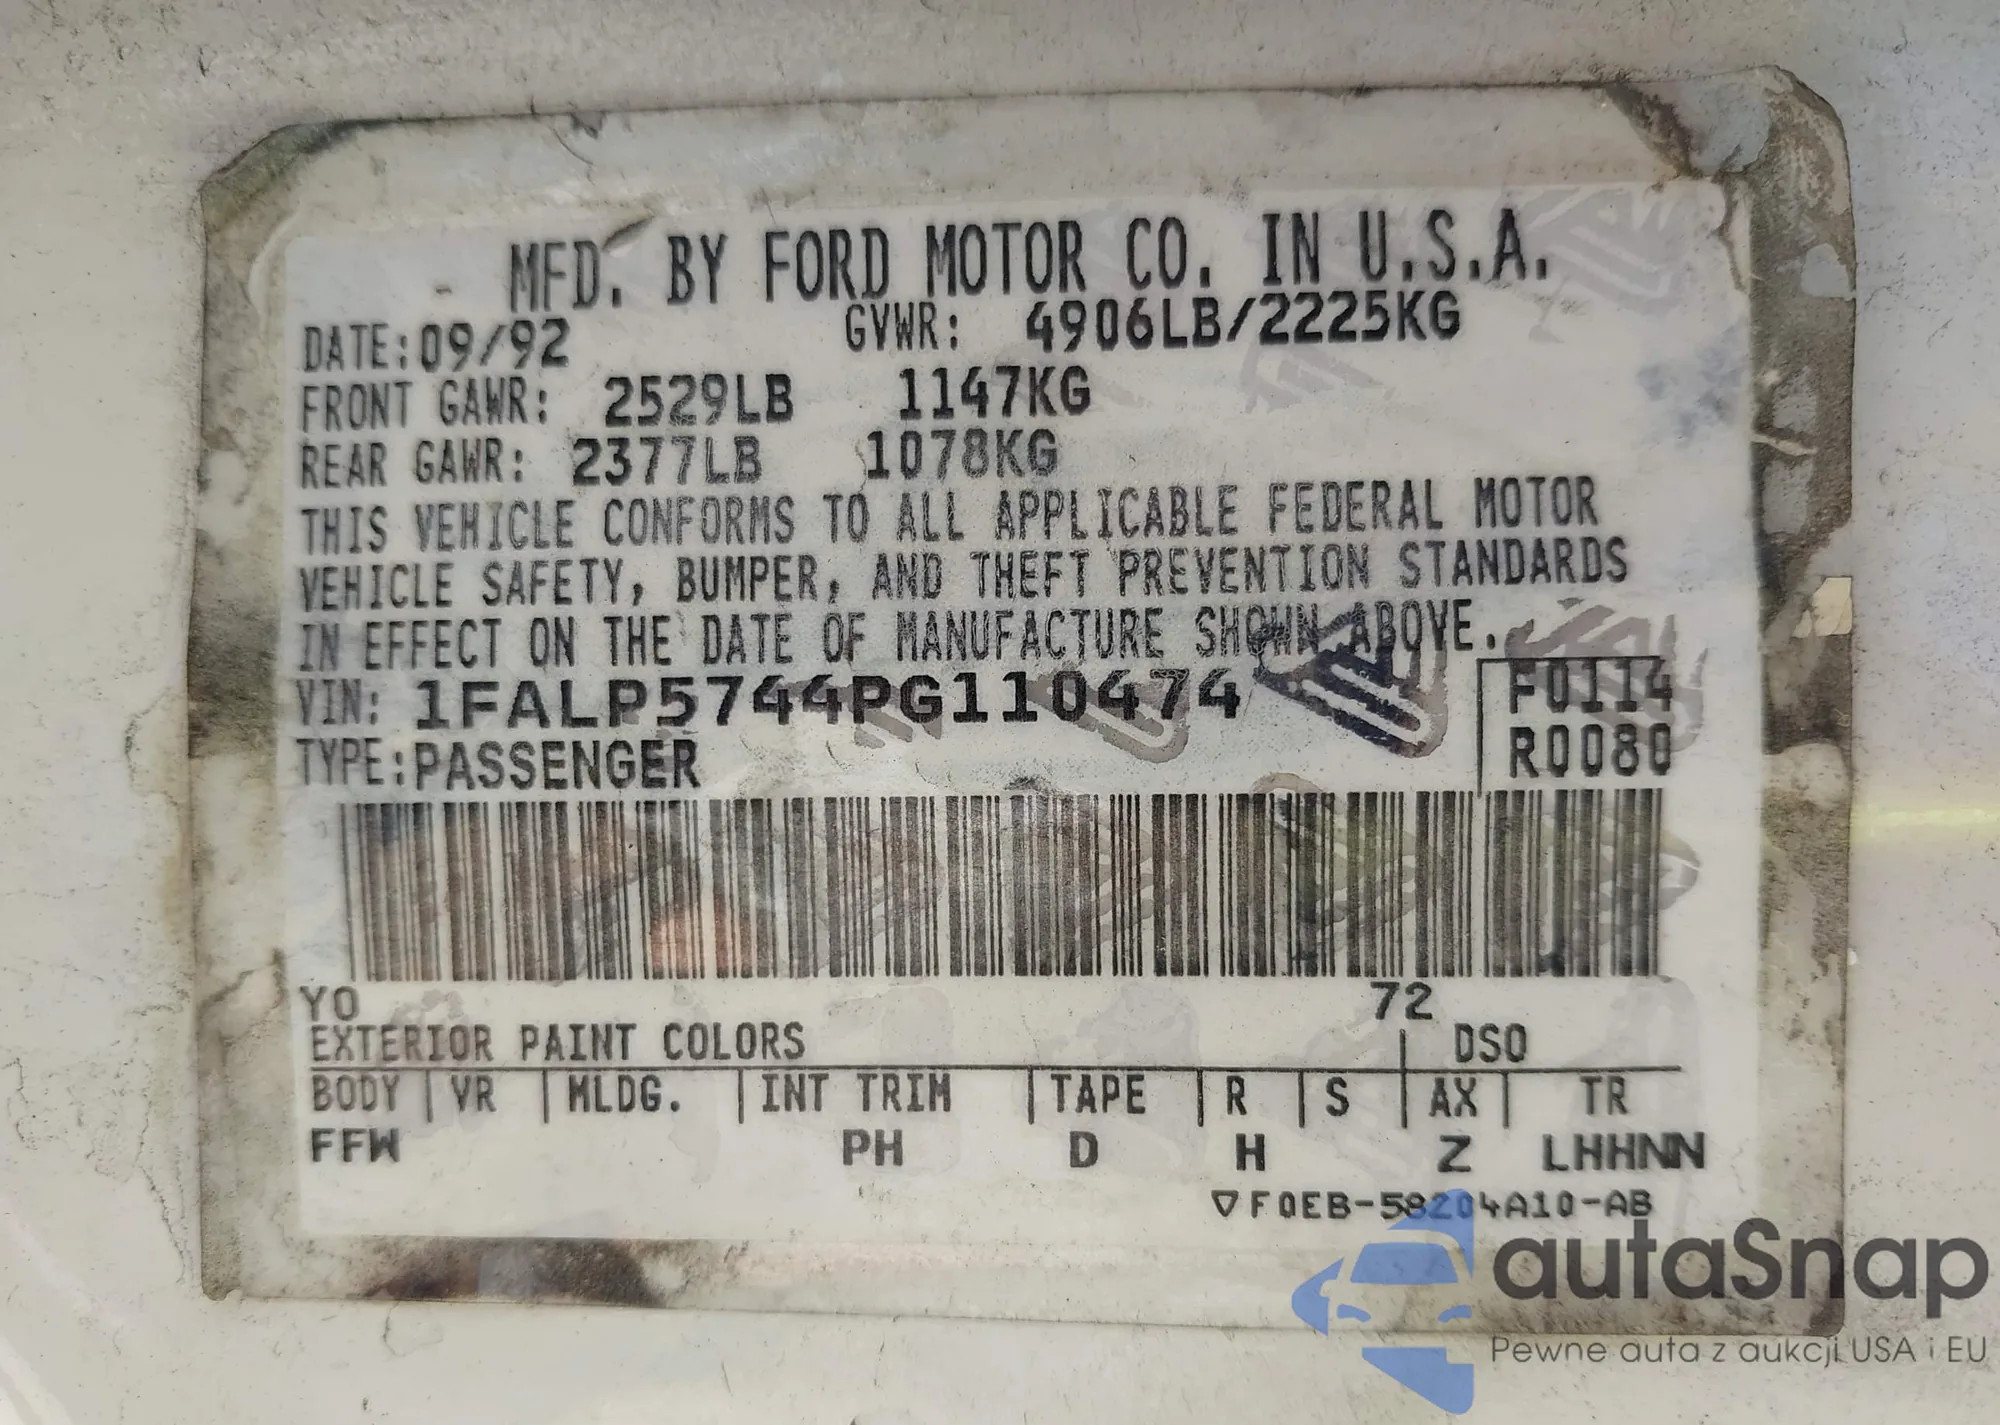 MFD. BY FORD MOTOR CO. IN U.S.A.
DATE:09/92 GVWR: 4906LB/2225KG
FRONT GAWR: 2529LB 1147KG
REAR GAWR: 2377LB 1078KG
THIS VEHICLE CONFORMS TO ALL APPLICABLE FEDERAL MOTOR
VEHICLE SAFETY, BUMPER, AND THEFT PREVENTION STANDARDS
IN EFFECT ON THE DATE OF MANUFACTURE SHOWN ABOVE.
VIN: 1FALP5744PG110474 F0114
TYPE:PASSENGER R0080
YO 72
EXTERIOR PAINT COLORS DSO
BODY VR MLDG. INT TRIM TAPE R S AX TR
FFW PH D H Z LHHNN
▽F0EB-58204A10-AB
autaSnap
Pewne auta z aukcji USA i EU